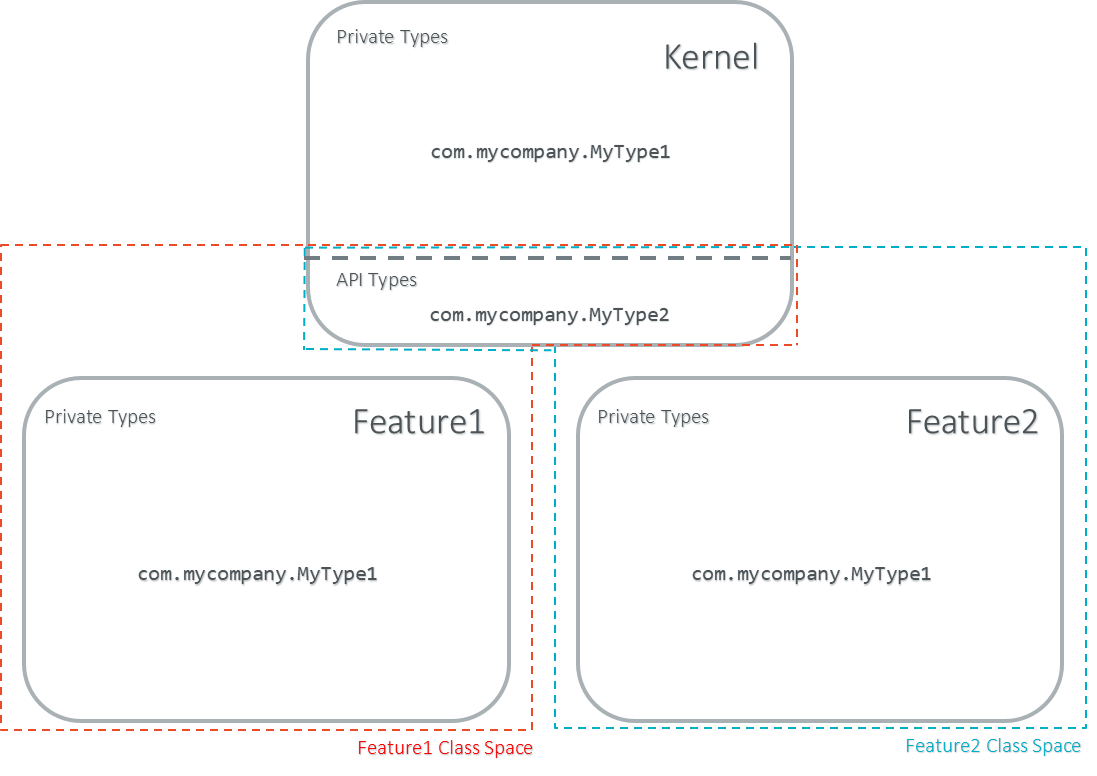 Private Types
Kernel
com.mycompany.MyType1
API Types
com.mycompany.MyType2
Private Types
Feature1
com.mycompany.MyType1
Private Types
Feature2
com.mycompany.MyType1
Feature1 Class Space
Feature2 Class Space